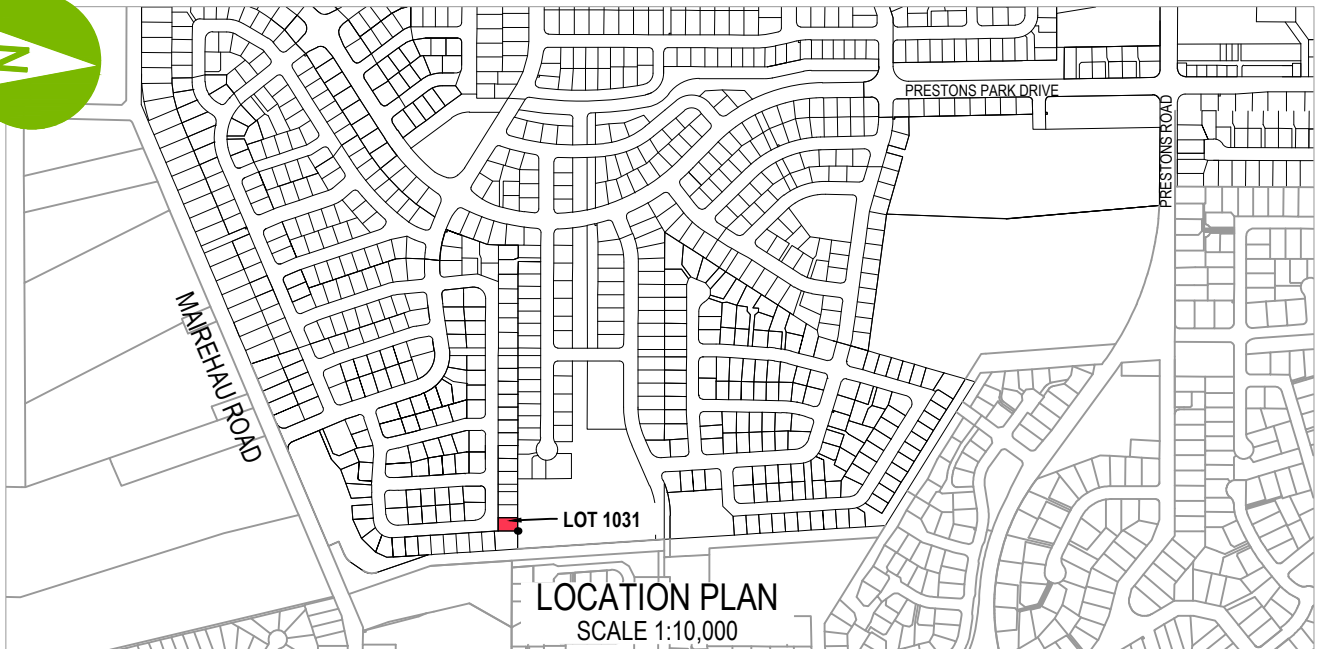 N
PRESTONS PARK DRIVE
PRESTONS ROAD
MAIREHAU ROAD
LOT 1031
LOCATION PLAN
SCALE 1:10,000